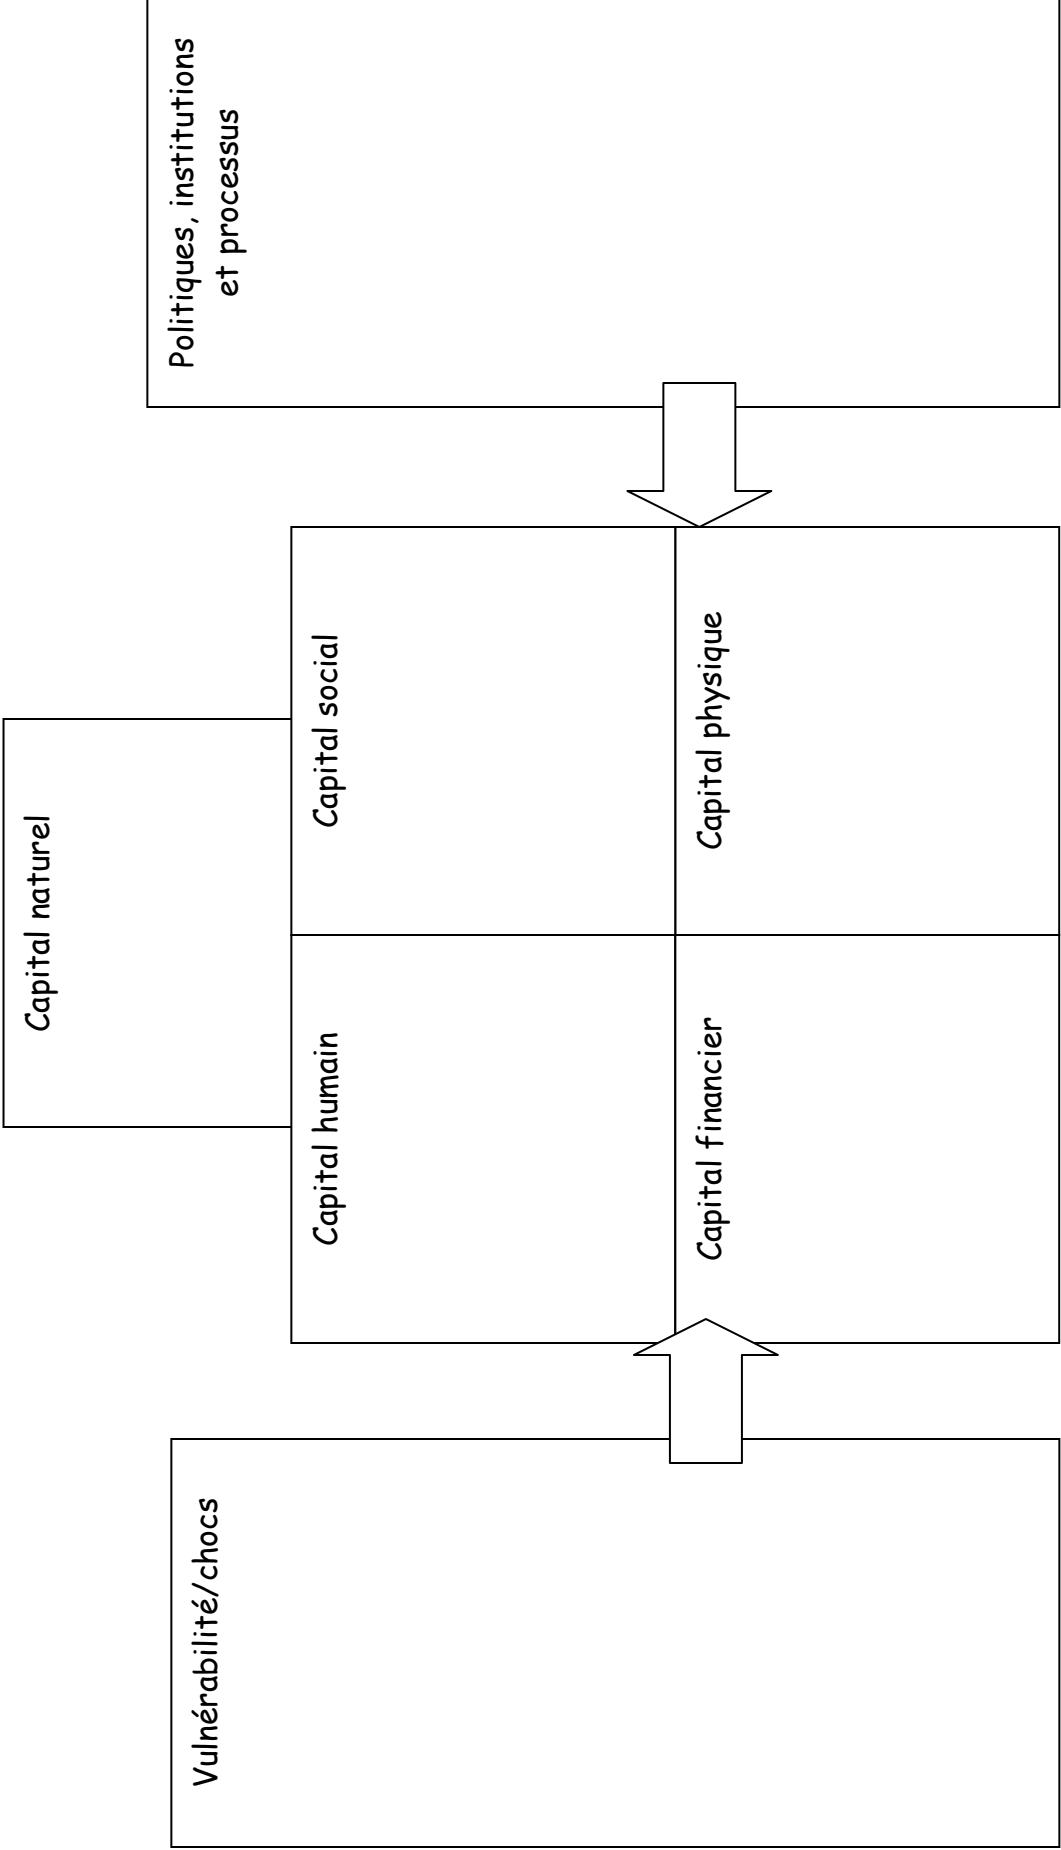 Capital naturel
Vulnérabilité/chocs
Capital humain
Capital social
Politiques, institutions
et processus
Capital financier
Capital physique